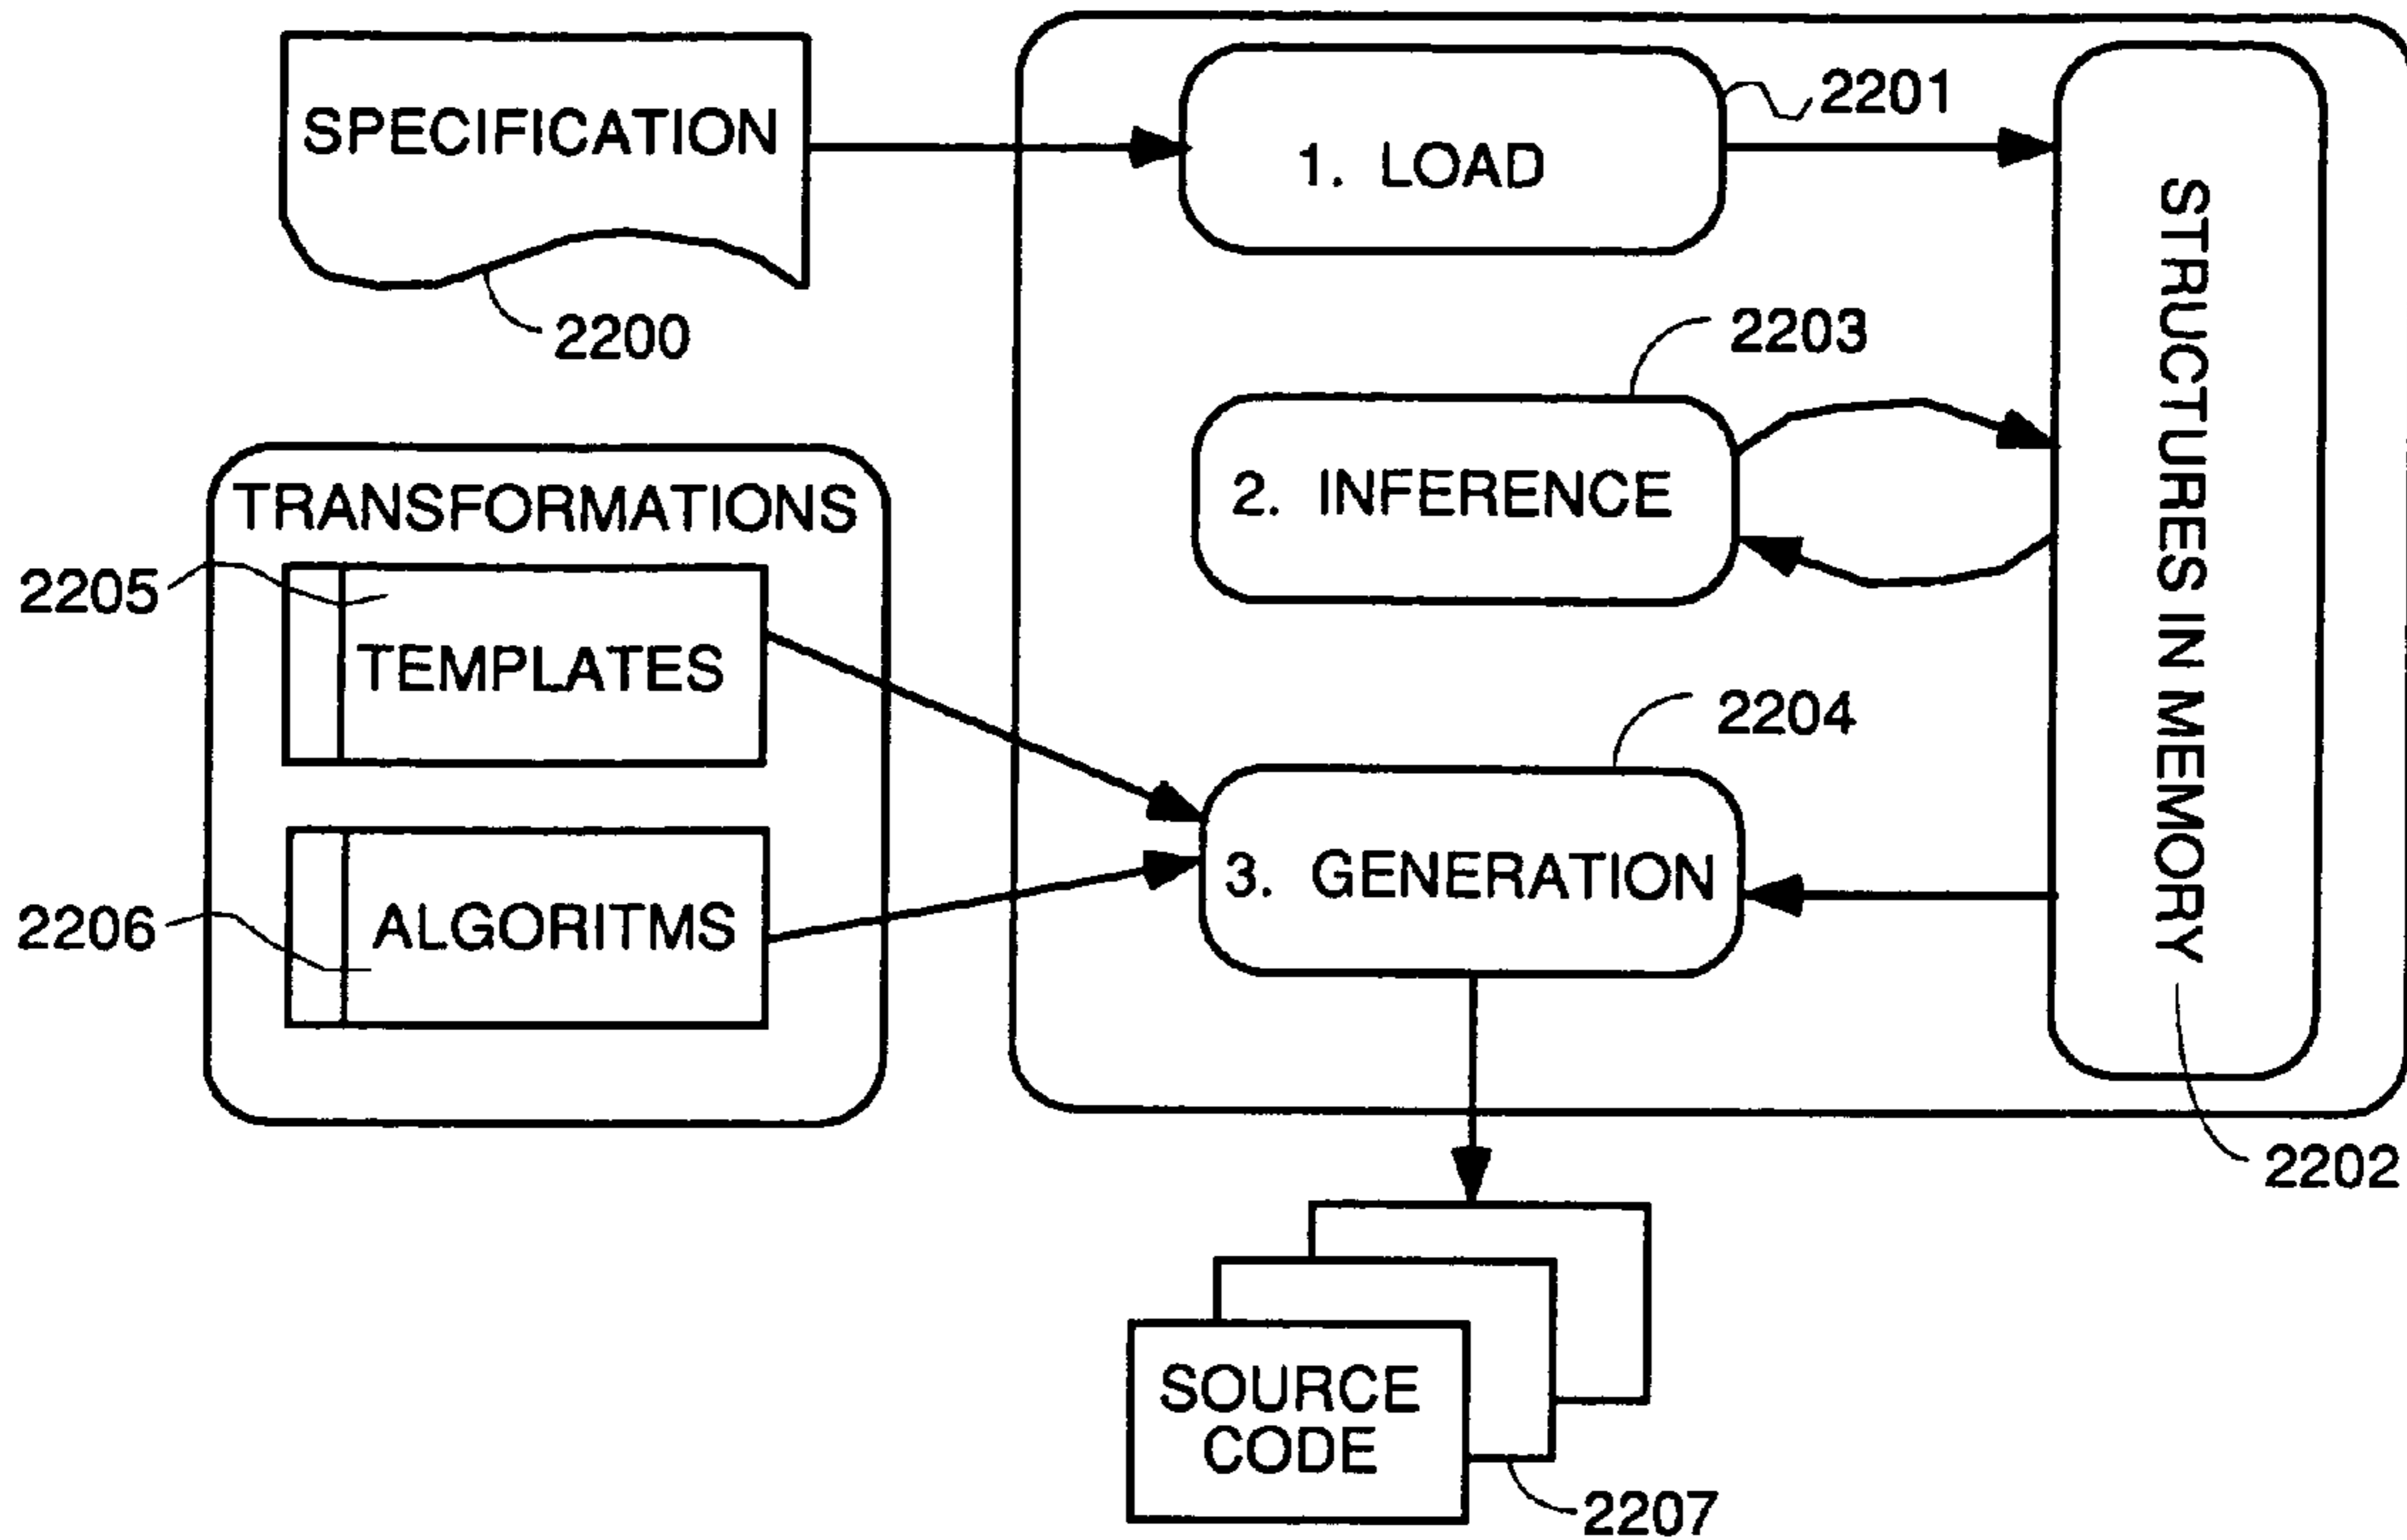 SPECIFICATION
2200
1. LOAD
2201
2203
2. INFERENCE
STRUCTURES IN MEMORY
2202
TRANSFORMATIONS
2205
TEMPLATES
2206
ALGORITMS
2204
3. GENERATION
SOURCE
CODE
2207